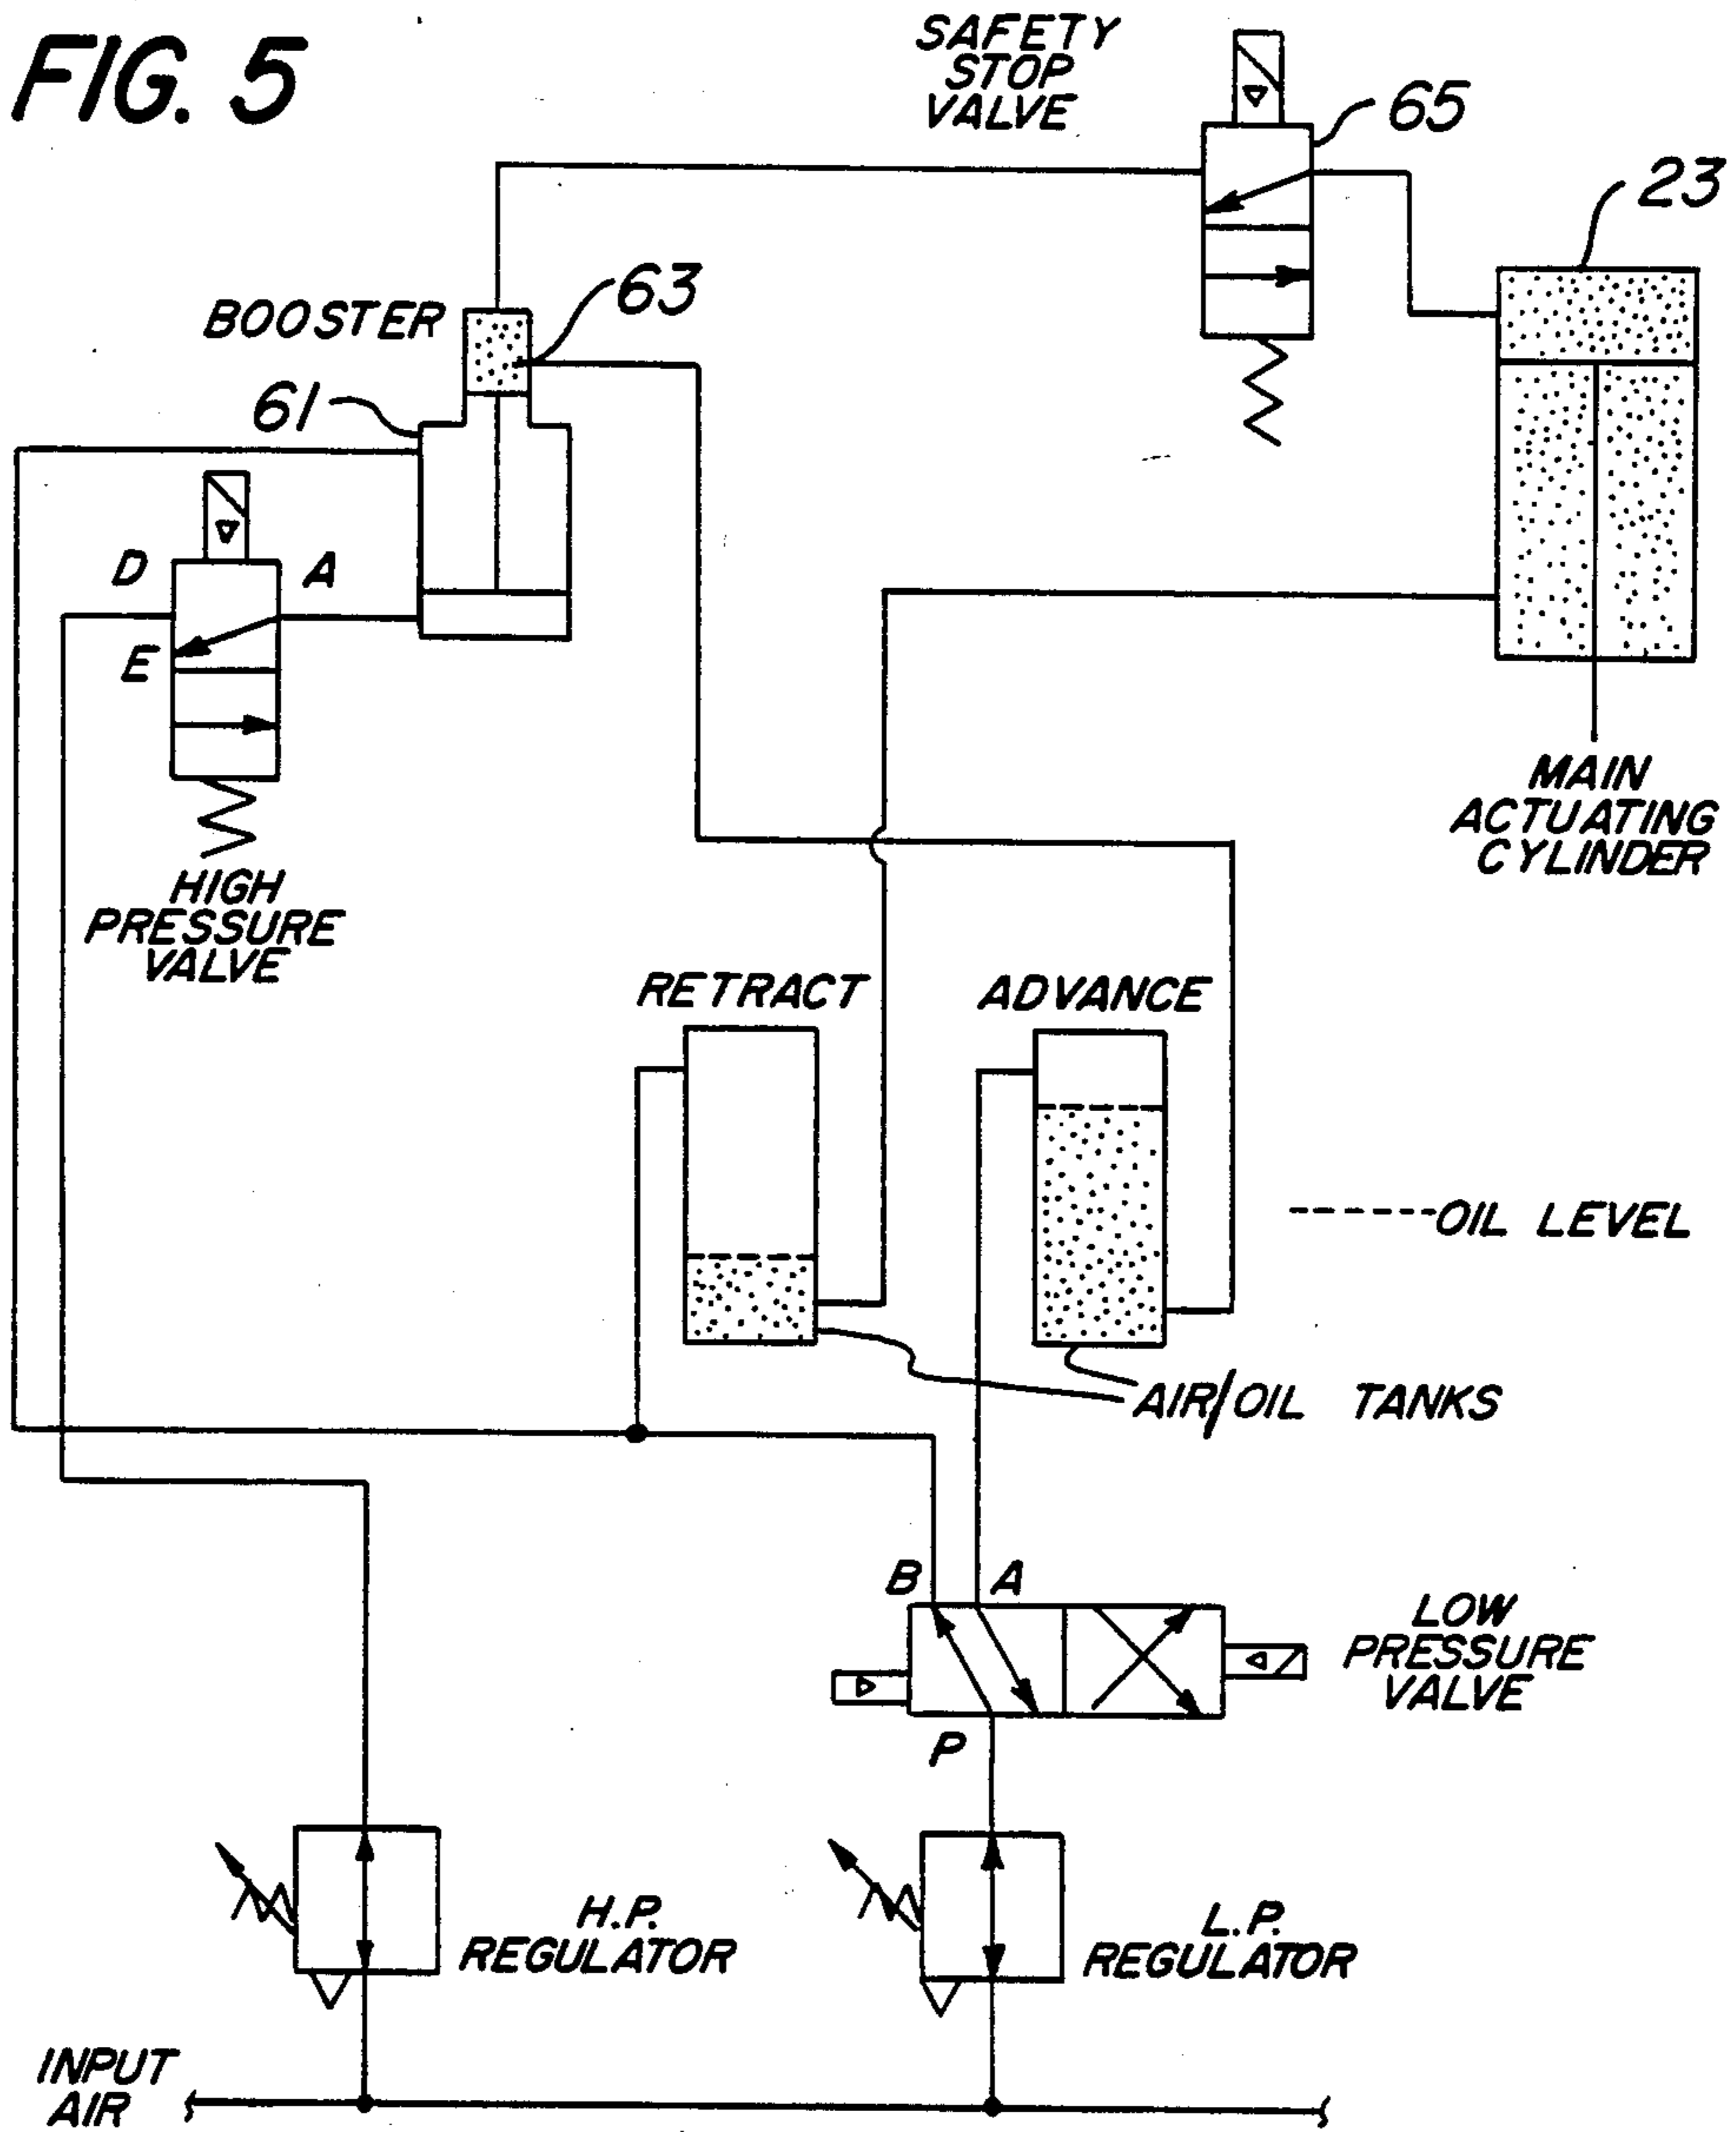 FIG. 5
SAFETY
STOP
VALVE
65
23
BOOSTER
63
61
D
A
E
HIGH
PRESSURE
VALVE
MAIN
ACTUATING
CYLINDER
RETRACT
ADVANCE
-------OIL LEVEL
AIR/OIL TANKS
B
A
LOW
PRESSURE
VALVE
P
H.P.
REGULATOR
L.P.
REGULATOR
INPUT
AIR